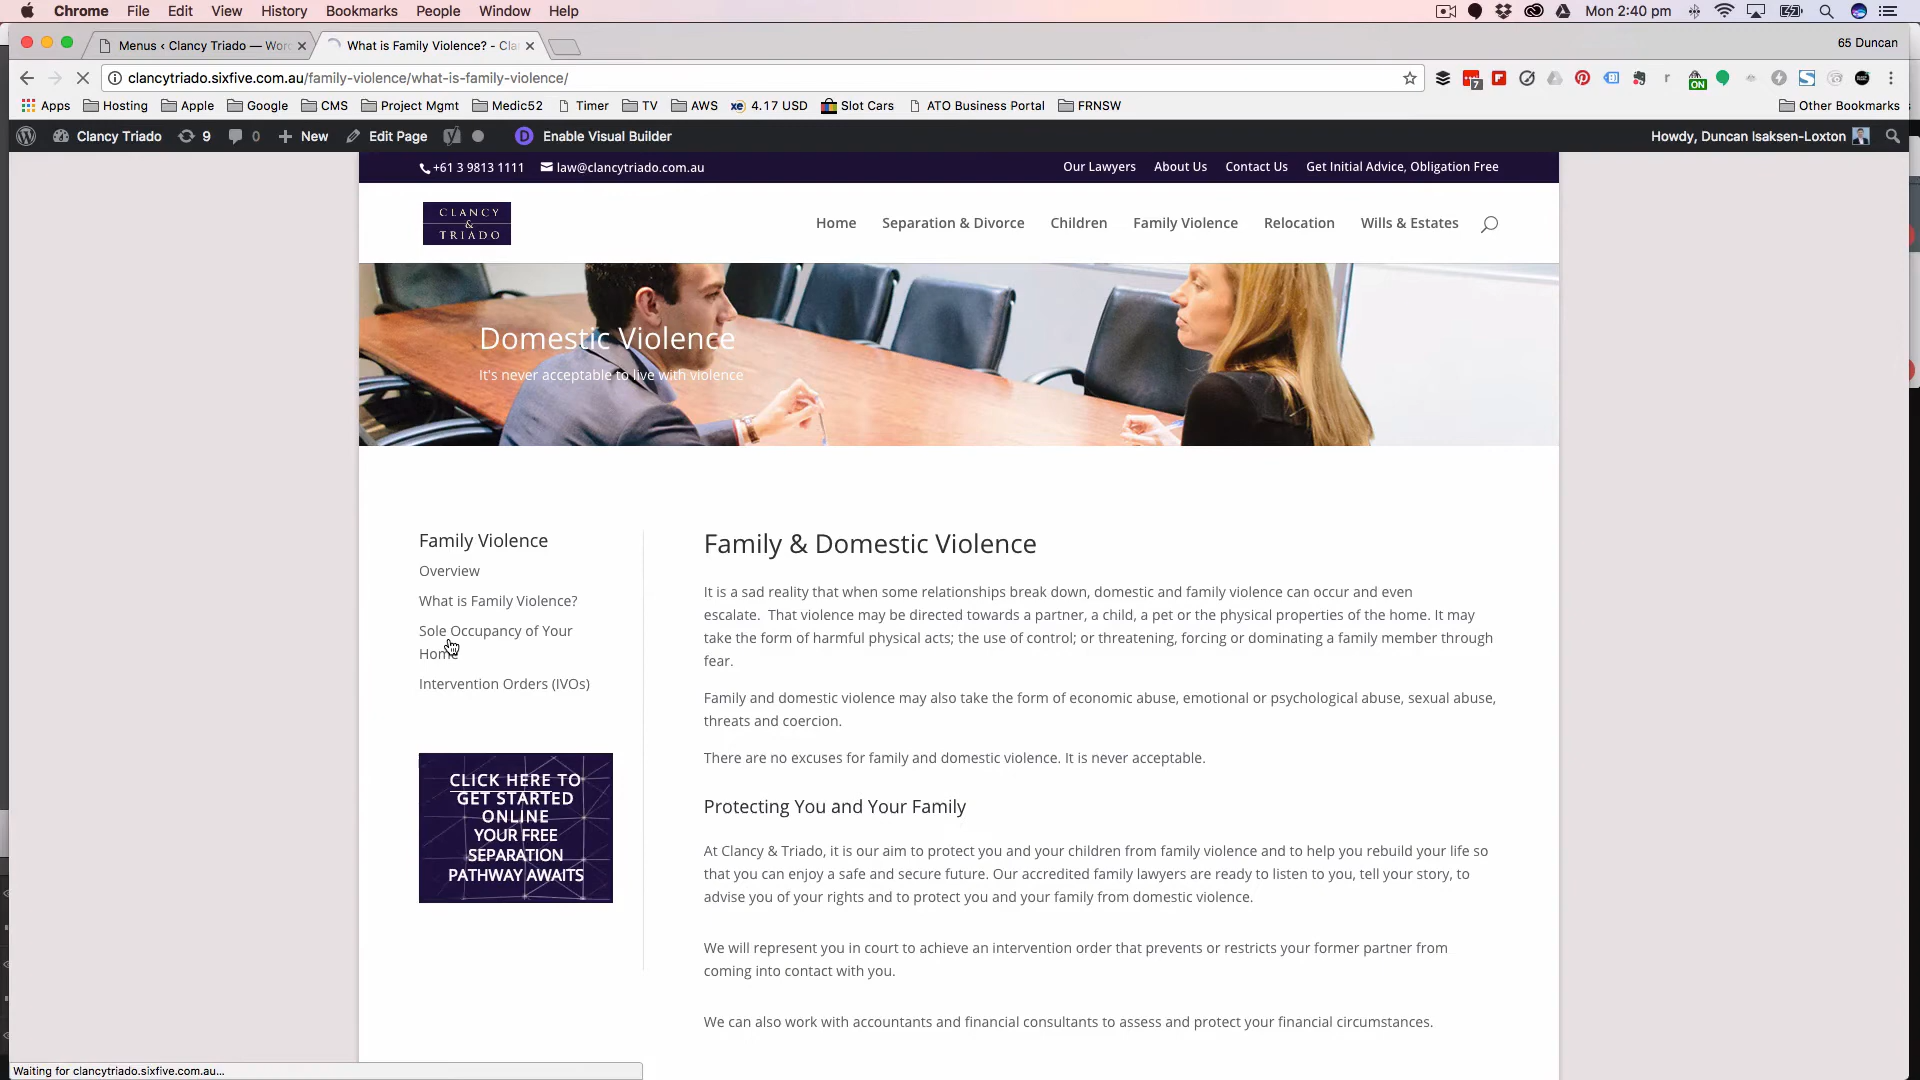 Chrome File Edit View History Bookmarks People Window Help Mon 2:40 pm
Menus ‹ Clancy Triado — Wor What is Family Violence? - Cla 65 Duncan
clancytriado.sixfive.com.au/family-violence/what-is-family-violence/
7 ON
Apps Hosting Apple Google CMS Project Mgmt Medic52 Timer TV AWS xe 4.17 USD Slot Cars ATO Business Portal FRNSW Other Bookmarks
Clancy Triado 9 0 New Edit Page D Enable Visual Builder Howdy, Duncan Isaksen-Loxton
+61 3 9813 1111 law@clancytriado.com.au Our Lawyers About Us Contact Us Get Initial Advice, Obligation Free
CLANCY
&
TRIADO
Home Separation & Divorce Children Family Violence Relocation Wills & Estates
Domestic Violence
It's never acceptable to live with violence
Family Violence
Overview
What is Family Violence?
Sole Occupancy of Your
Home
Intervention Orders (IVOs)
CLICK HERE TO
GET STARTED
ONLINE
YOUR FREE
SEPARATION
PATHWAY AWAITS
Family & Domestic Violence
It is a sad reality that when some relationships break down, domestic and family violence can occur and even
escalate.  That violence may be directed towards a partner, a child, a pet or the physical properties of the home. It may
take the form of harmful physical acts; the use of control; or threatening, forcing or dominating a family member through
fear.
Family and domestic violence may also take the form of economic abuse, emotional or psychological abuse, sexual abuse,
threats and coercion.
There are no excuses for family and domestic violence. It is never acceptable.
Protecting You and Your Family
At Clancy & Triado, it is our aim to protect you and your children from family violence and to help you rebuild your life so
that you can enjoy a safe and secure future. Our accredited family lawyers are ready to listen to you, tell your story, to
advise you of your rights and to protect you and your family from domestic violence.
We will represent you in court to achieve an intervention order that prevents or restricts your former partner from
coming into contact with you.
We can also work with accountants and financial consultants to assess and protect your financial circumstances.
Waiting for clancytriado.sixfive.com.au...